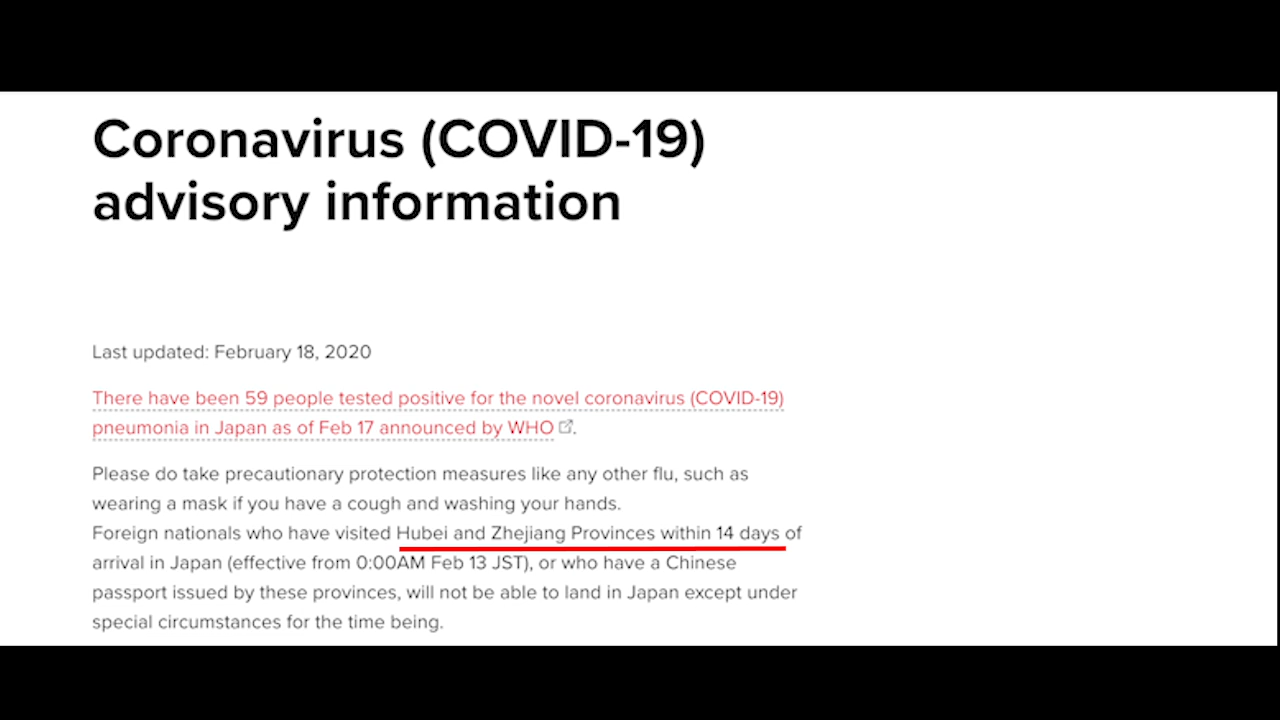 Coronavirus (COVID-19)
advisory information
Last updated: February 18, 2020
There have been 59 people tested positive for the novel coronavirus (COVID-19)
pneumonia in Japan as of Feb 17 announced by WHO.
Please do take precautionary protection measures like any other flu, such as
wearing a mask if you have a cough and washing your hands.
Foreign nationals who have visited Hubei and Zhejiang Provinces within 14 days of
arrival in Japan (effective from 0:00AM Feb 13 JST), or who have a Chinese
passport issued by these provinces, will not be able to land in Japan except under
special circumstances for the time being.